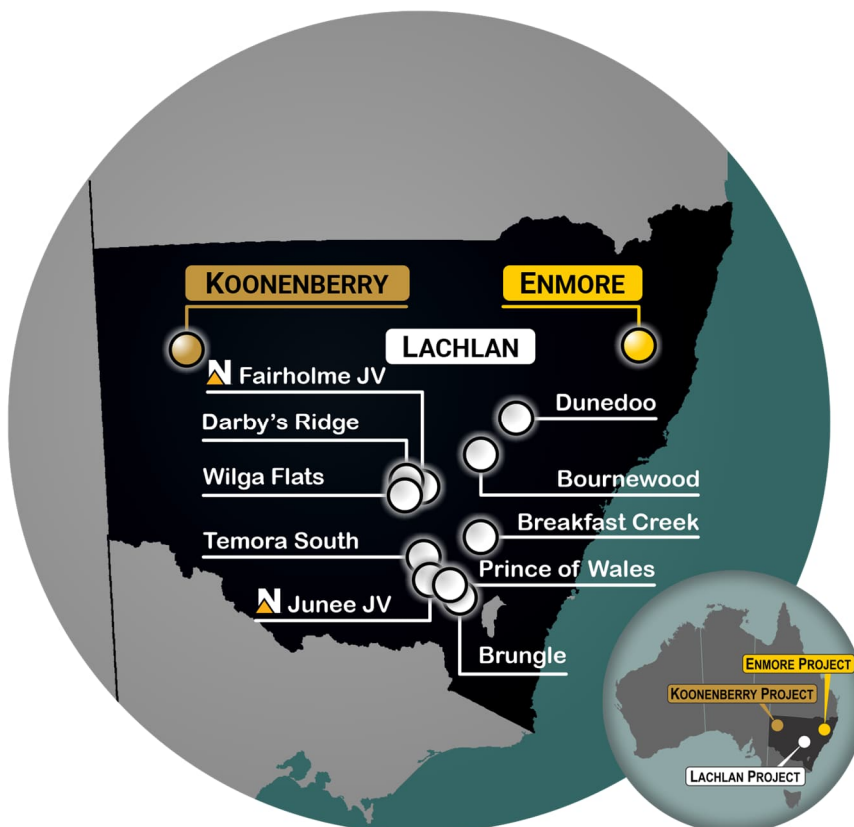 KOONENBERRY
ENMORE
LACHLAN
N Fairholme JV
Dunedoo
Darby's Ridge
Wilga Flats
Bournewood
Breakfast Creek
Temora South
Prince of Wales
N Junee JV
Brungle
ENMORE PROJECT
KOONENBERRY PROJECT
LACHLAN PROJECT